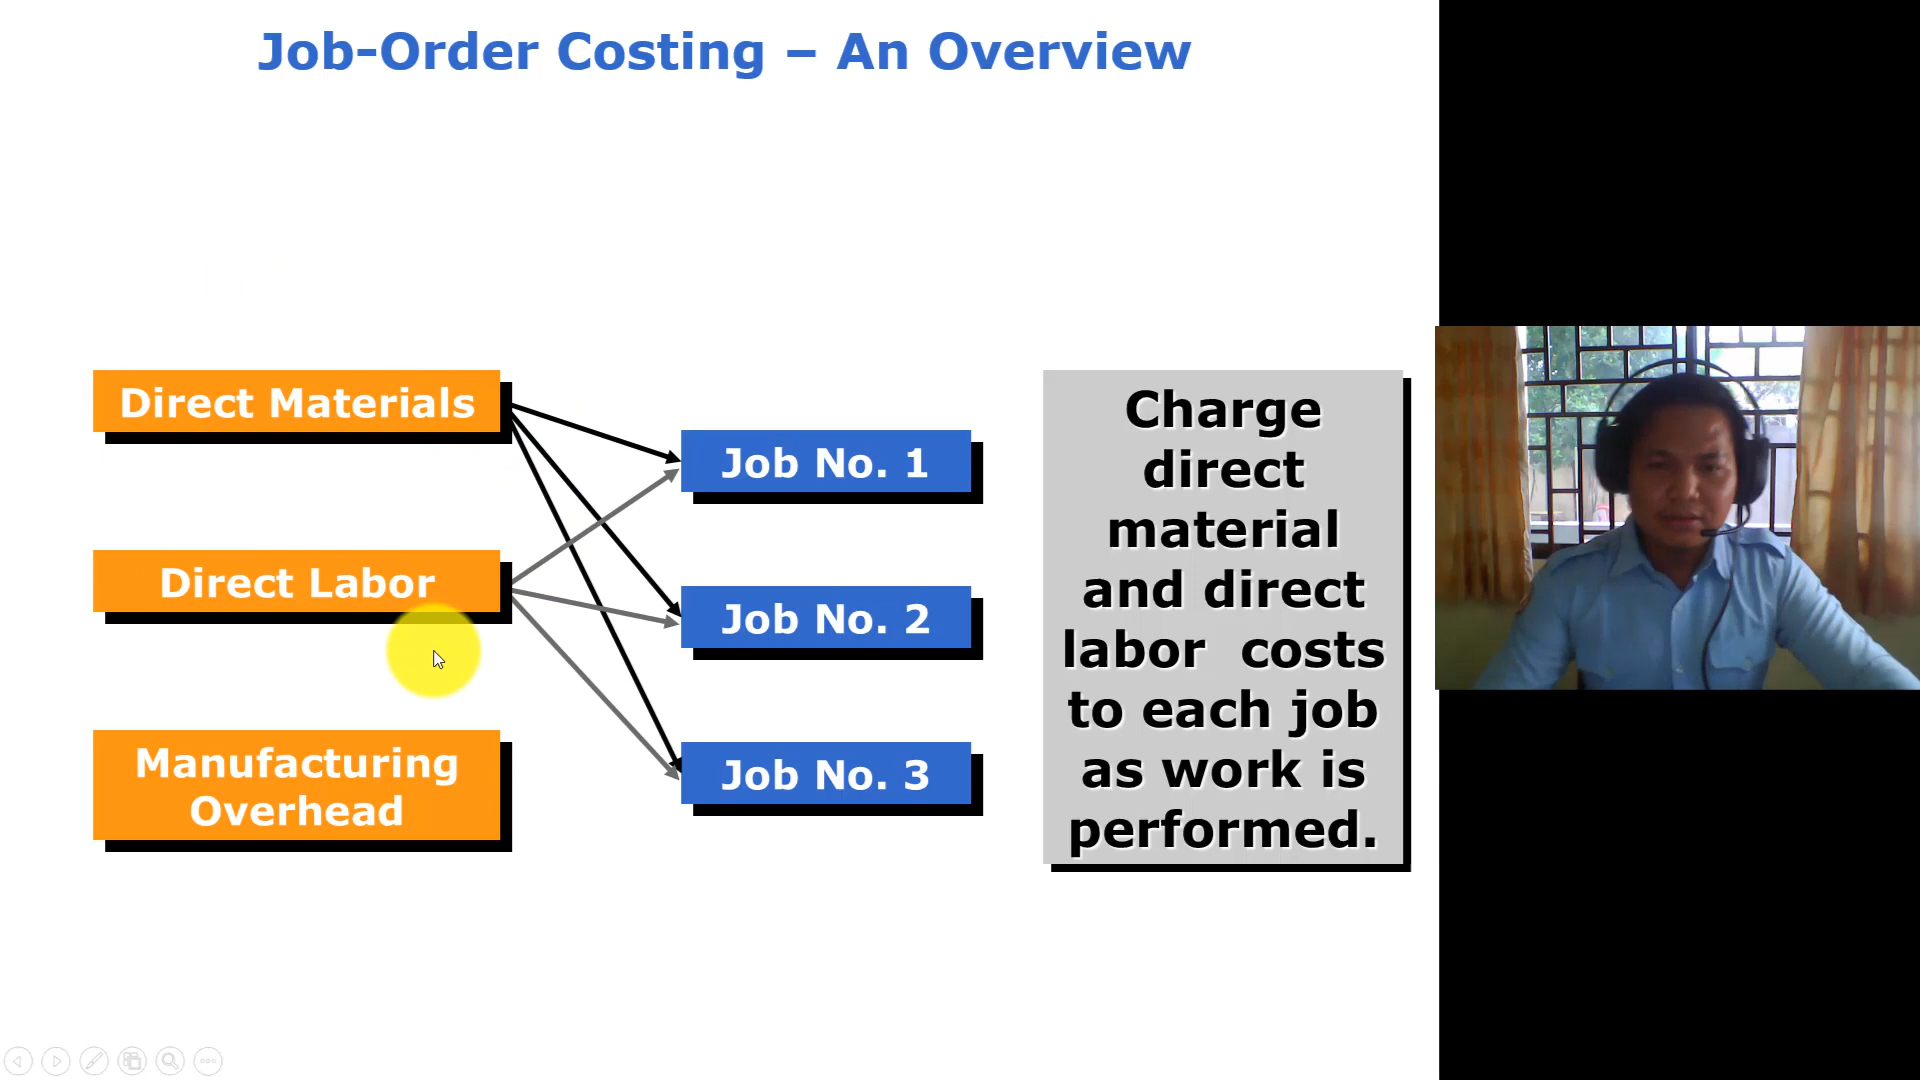 Job-Order Costing – An Overview
Direct Materials
Direct Labor
Manufacturing
Overhead
Job No. 1
Job No. 2
Job No. 3
Charge
direct
material
and direct
labor costs
to each job
as work is
performed.